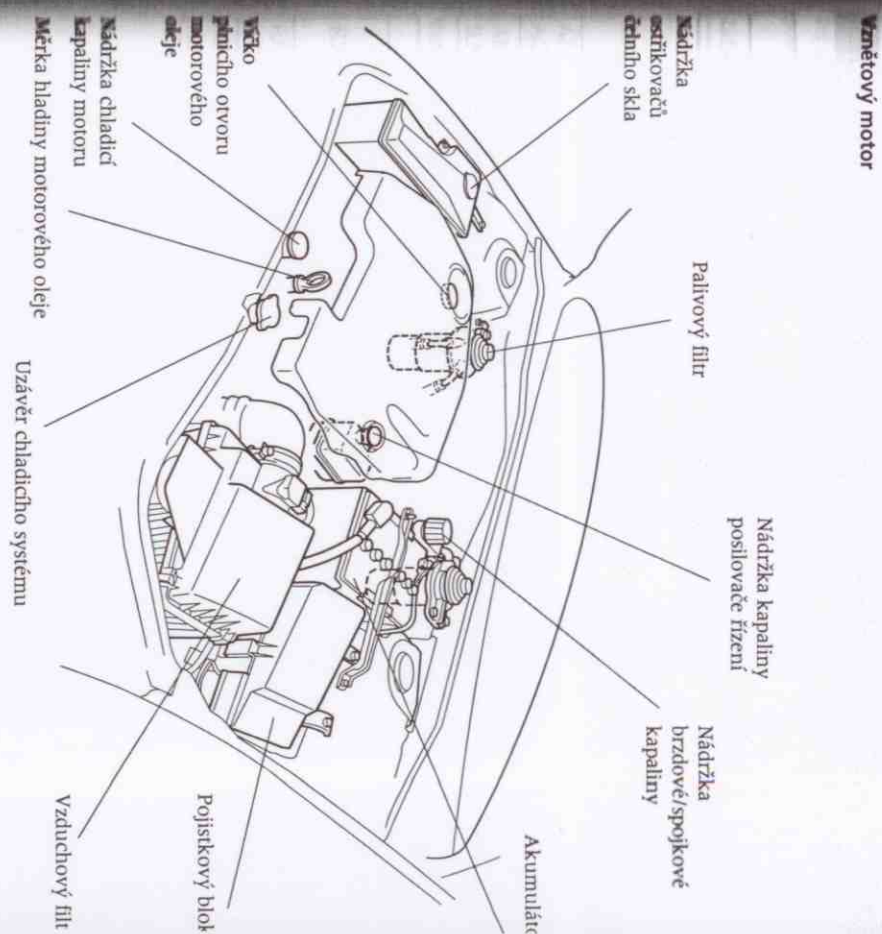 Vznětový motor
Nádržka
ostřikovačů
čelního skla
Palivový filtr
Nádržka kapaliny
posilovače řízení
Nádržka
brzdové/spojkové
kapaliny
Akumuláto
Víčko
plnicího otvoru
motorového
oleje
Nádržka chladicí
kapaliny motoru
Měrka hladiny motorového oleje
Uzávěr chladicího systému
Vzduchový filt
Pojistkový blok